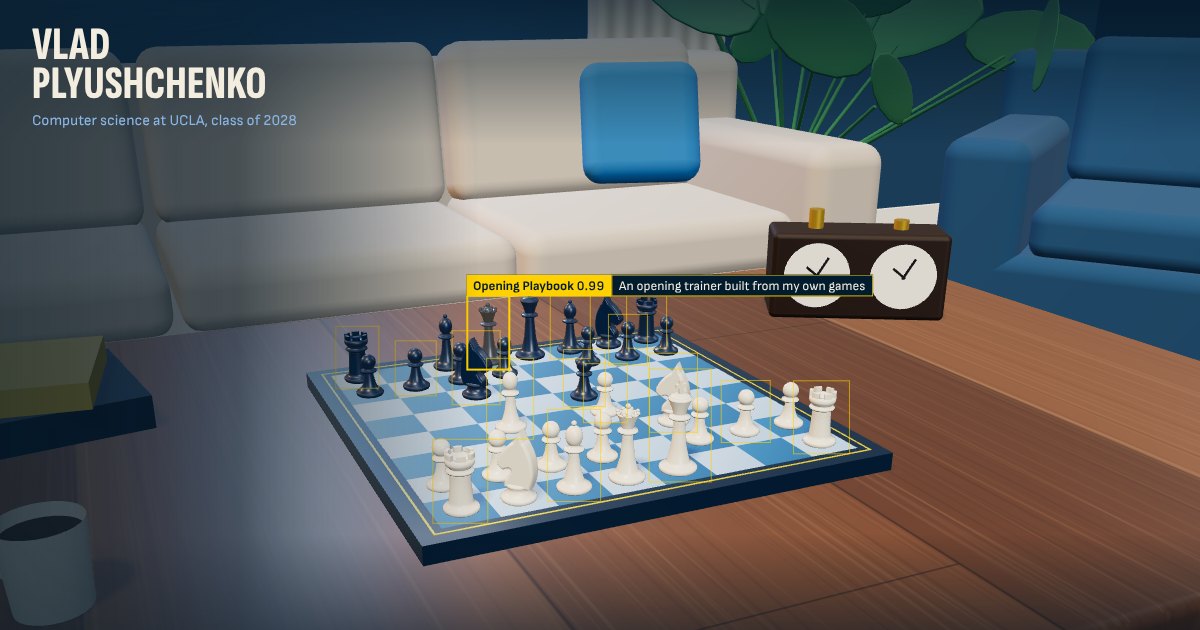 VLAD
PLYUSHCHENKO
Computer science at UCLA, class of 2028
Opening Playbook 0.99 An opening trainer built from my own games